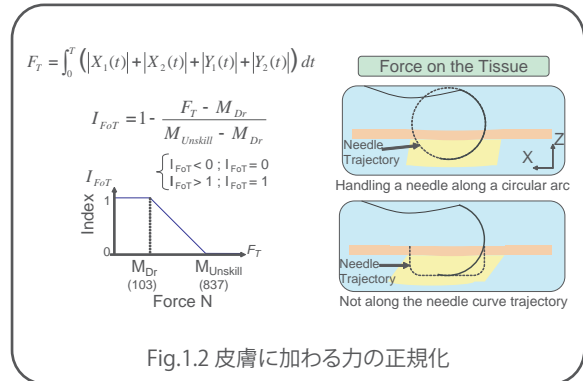 F_T = ∫_0^T (|X_1(t)| + |X_2(t)| + |Y_1(t)| + |Y_2(t)|) dt
I_FoT = 1 - (F_T - M_Dr) / (M_Unskill - M_Dr)
I_FoT < 0 ; I_FoT = 0
I_FoT > 1 ; I_FoT = 1
I_FoT
1
Index
0
F_T
M_Dr M_Unskill
(103) (837)
Force N
Force on the Tissue
Needle
Trajectory
Z
X
Handling a needle along a circular arc
Needle
Trajectory
Not along the needle curve trajectory
Fig.1.2 皮膚に加わる力の正規化